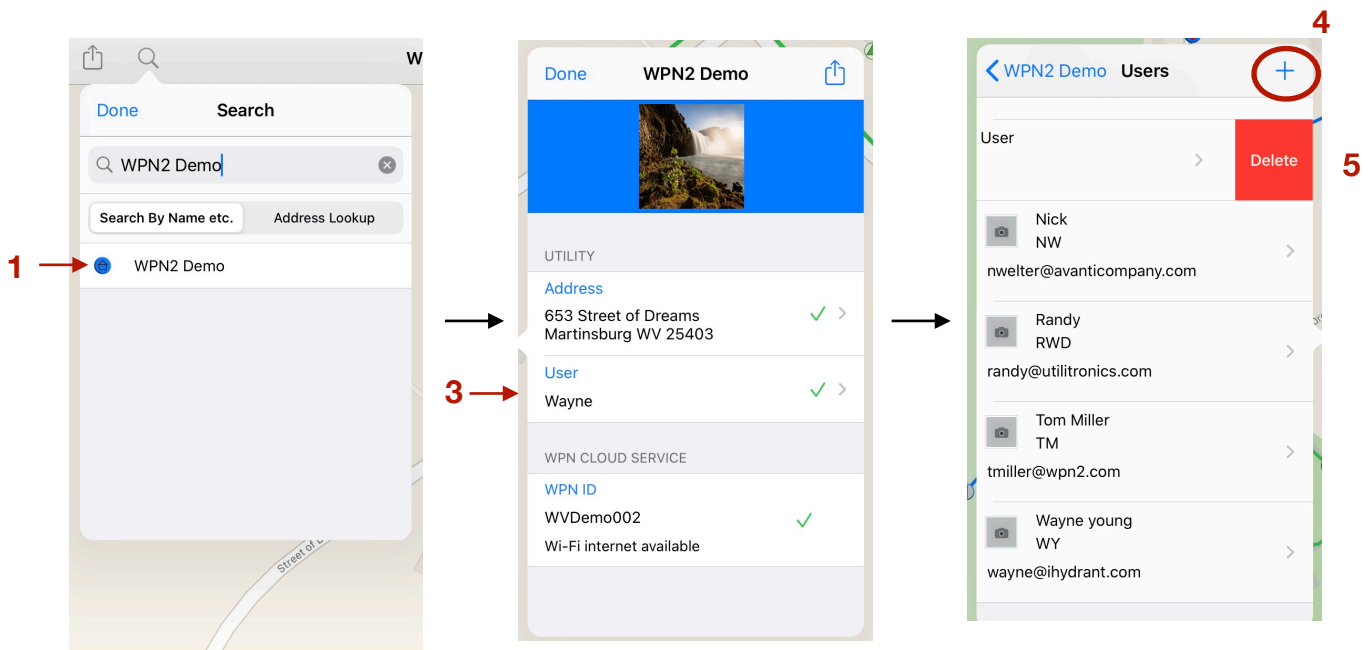 4
W
Done Search
WPN2 Demo
Search By Name etc. Address Lookup
1
WPN2 Demo
Street of
Done WPN2 Demo
UTILITY
Address
653 Street of Dreams
Martinsburg WV 25403
3
User
Wayne
WPN CLOUD SERVICE
WPN ID
WVDemo002
Wi-Fi internet available
WPN2 Demo Users +
User
Delete
5
Nick
NW
nwelter@avanticompany.com
Randy
RWD
randy@utilitronics.com
Tom Miller
TM
tmiller@wpn2.com
Wayne young
WY
wayne@ihydrant.com